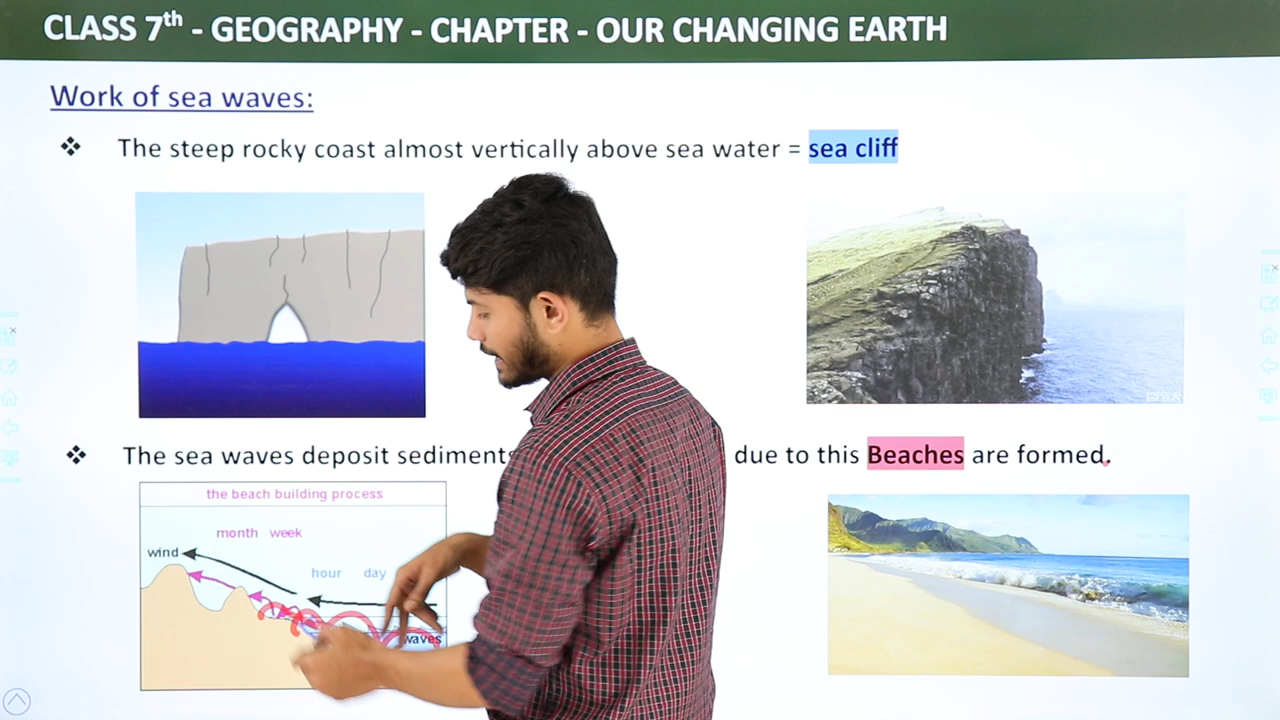 CLASS 7th - GEOGRAPHY - CHAPTER - OUR CHANGING EARTH
Work of sea waves:
❖ The steep rocky coast almost vertically above sea water = sea cliff
❖ The sea waves deposit sediments due to this Beaches are formed.
the beach building process
month week
wind
hour day
waves